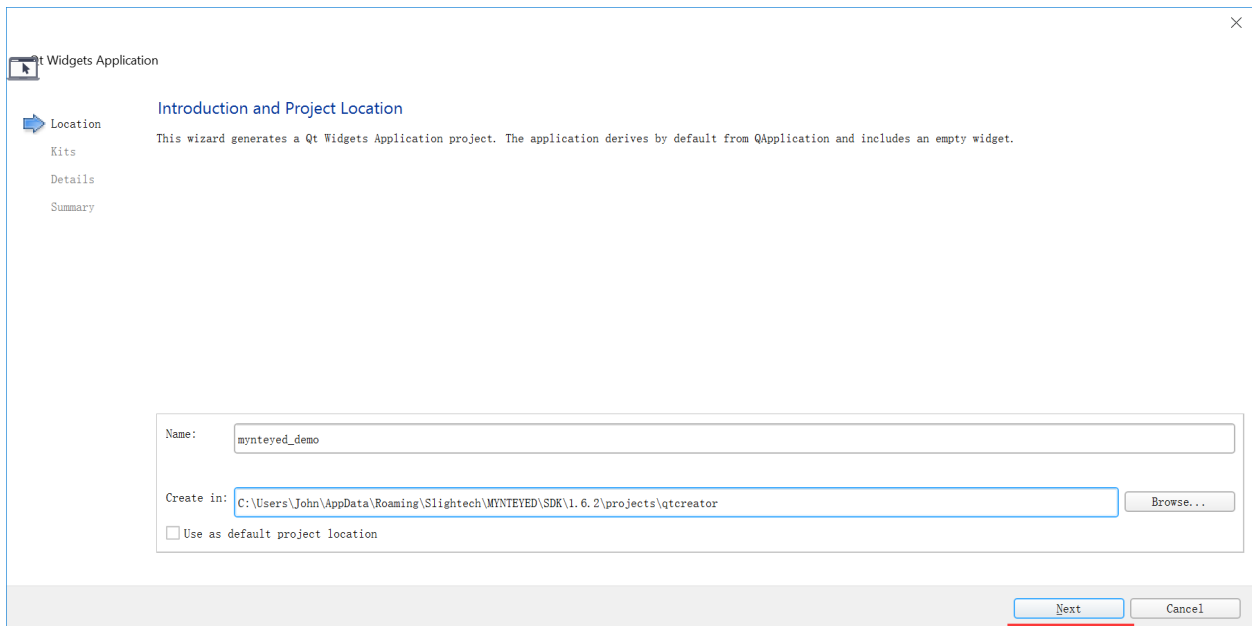 Qt Widgets Application
Location
Kits
Details
Summary
Introduction and Project Location
This wizard generates a Qt Widgets Application project. The application derives by default from QApplication and includes an empty widget.
Name:
mynteyed_demo
Create in:
C:\Users\John\AppData\Roaming\Slightech\MYNTEYED\SDK\1.6.2\projects\qtcreator
Browse...
Use as default project location
Next
Cancel